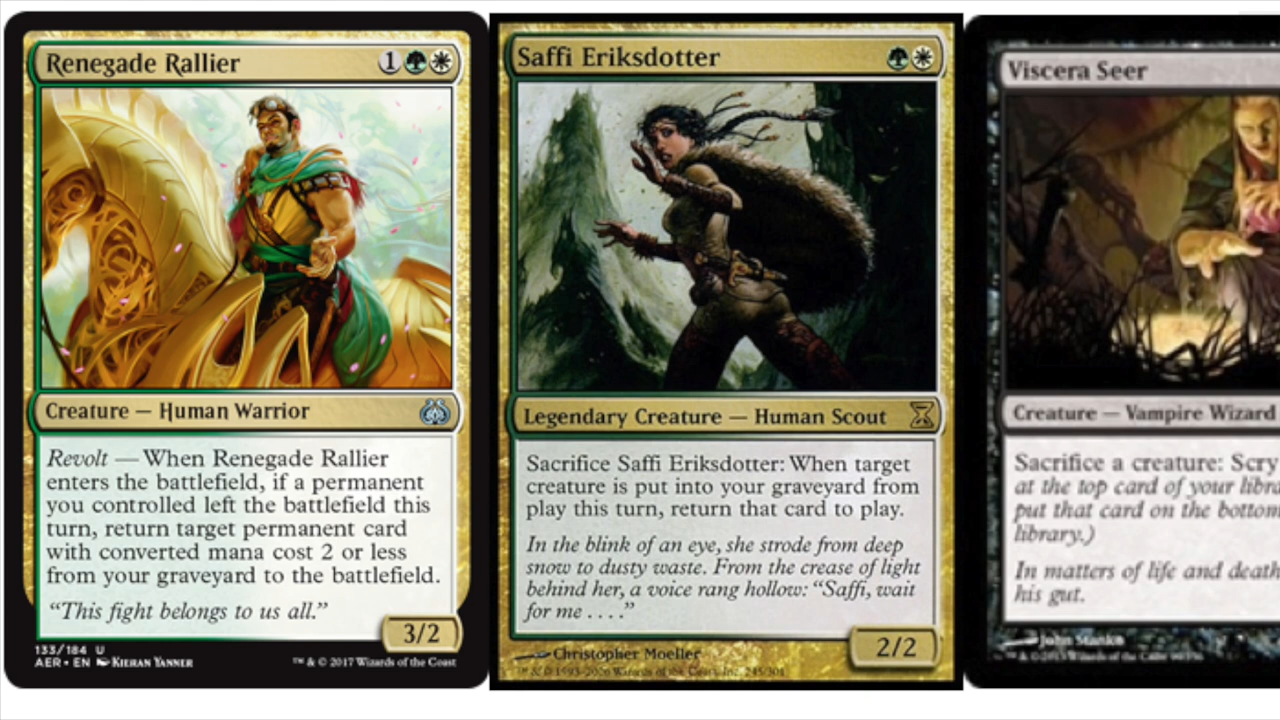 Renegade Rallier
1
Creature — Human Warrior
Revolt — When Renegade Rallier
enters the battlefield, if a permanent
you controlled left the battlefield this
turn, return target permanent card
with converted mana cost 2 or less
from your graveyard to the battlefield.
“This fight belongs to us all.”
3/2
133/184 U
AER • EN Kieran Yanner
™ & © 2017 Wizards of the Coast
Saffi Eriksdotter
Legendary Creature — Human Scout
Sacrifice Saffi Eriksdotter: When target
creature is put into your graveyard from
play this turn, return that card to play.
In the blink of an eye, she strode from deep
snow to dusty waste. From the crease of light
behind her, a voice rang hollow: “Saffi, wait
for me . . . .”
2/2
Christopher Moeller
Viscera Seer
Creature — Vampire Wizard
Sacrifice a creature: Scry
at the top card of your libra
put that card on the bottom
library.)
In matters of life and death
his gut.
John Stanko